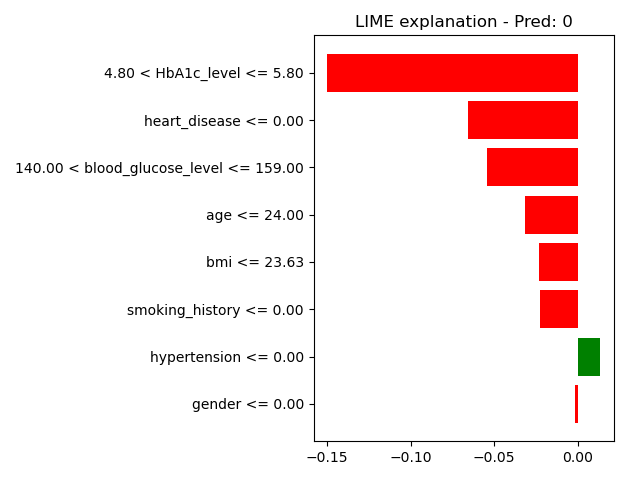 LIME explanation - Pred: 0
4.80 < HbA1c_level <= 5.80
heart_disease <= 0.00
140.00 < blood_glucose_level <= 159.00
age <= 24.00
bmi <= 23.63
smoking_history <= 0.00
hypertension <= 0.00
gender <= 0.00
−0.15 −0.10 −0.05 0.00